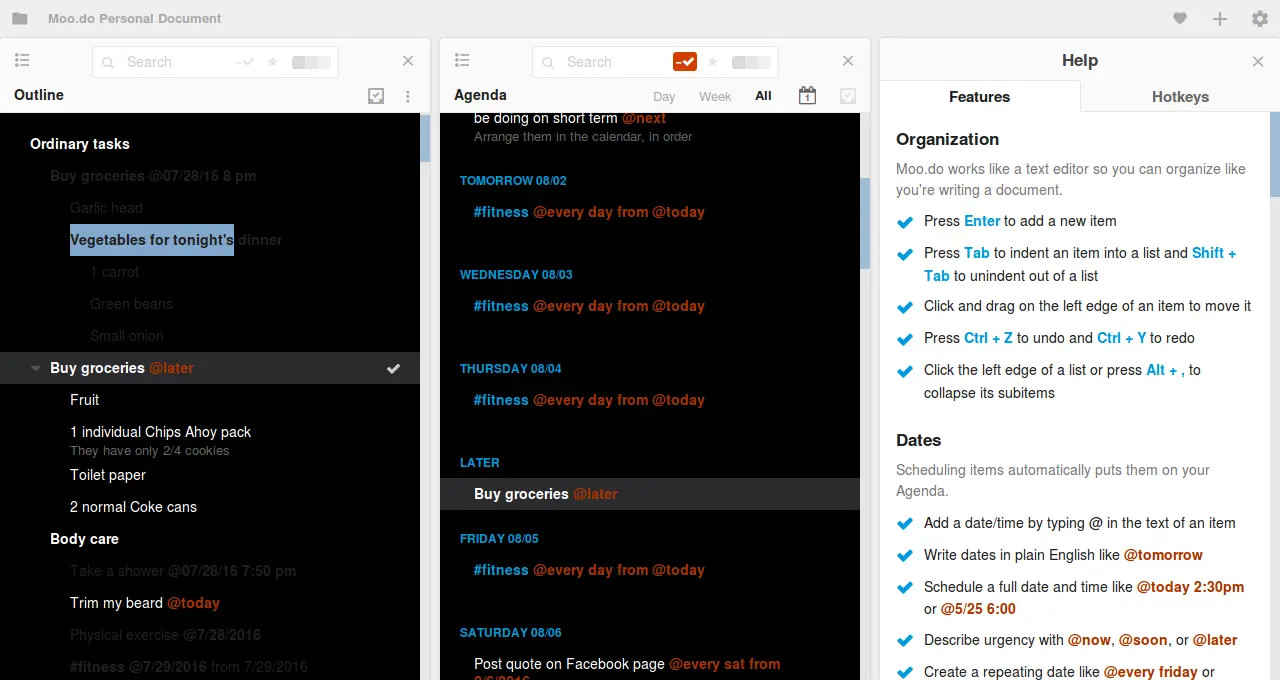 Moo.do Personal Document
Search
Outline
Ordinary tasks
Buy groceries @07/28/16 8 pm
Garlic head
Vegetables for tonight's dinner
1 carrot
Green beans
Small onion
Buy groceries @later
Fruit
1 individual Chips Ahoy pack
They have only 2/4 cookies
Toilet paper
2 normal Coke cans
Body care
Take a shower @07/28/16 7:50 pm
Trim my beard @today
Physical exercise @7/28/2016
#fitness @7/29/2016 from 7/29/2016
Search
Agenda
Day Week All 1
be doing on short term @next
Arrange them in the calendar, in order
TOMORROW 08/02
#fitness @every day from @today
WEDNESDAY 08/03
#fitness @every day from @today
THURSDAY 08/04
#fitness @every day from @today
LATER
Buy groceries @later
FRIDAY 08/05
#fitness @every day from @today
SATURDAY 08/06
Post quote on Facebook page @every sat from
Help
Features Hotkeys
Organization
Moo.do works like a text editor so you can organize like
you're writing a document.
Press Enter to add a new item
Press Tab to indent an item into a list and Shift +
Tab to unindent out of a list
Click and drag on the left edge of an item to move it
Press Ctrl + Z to undo and Ctrl + Y to redo
Click the left edge of a list or press Alt + , to
collapse its subitems
Dates
Scheduling items automatically puts them on your
Agenda.
Add a date/time by typing @ in the text of an item
Write dates in plain English like @tomorrow
Schedule a full date and time like @today 2:30pm
or @5/25 6:00
Describe urgency with @now, @soon, or @later
Create a repeating date like @every friday or